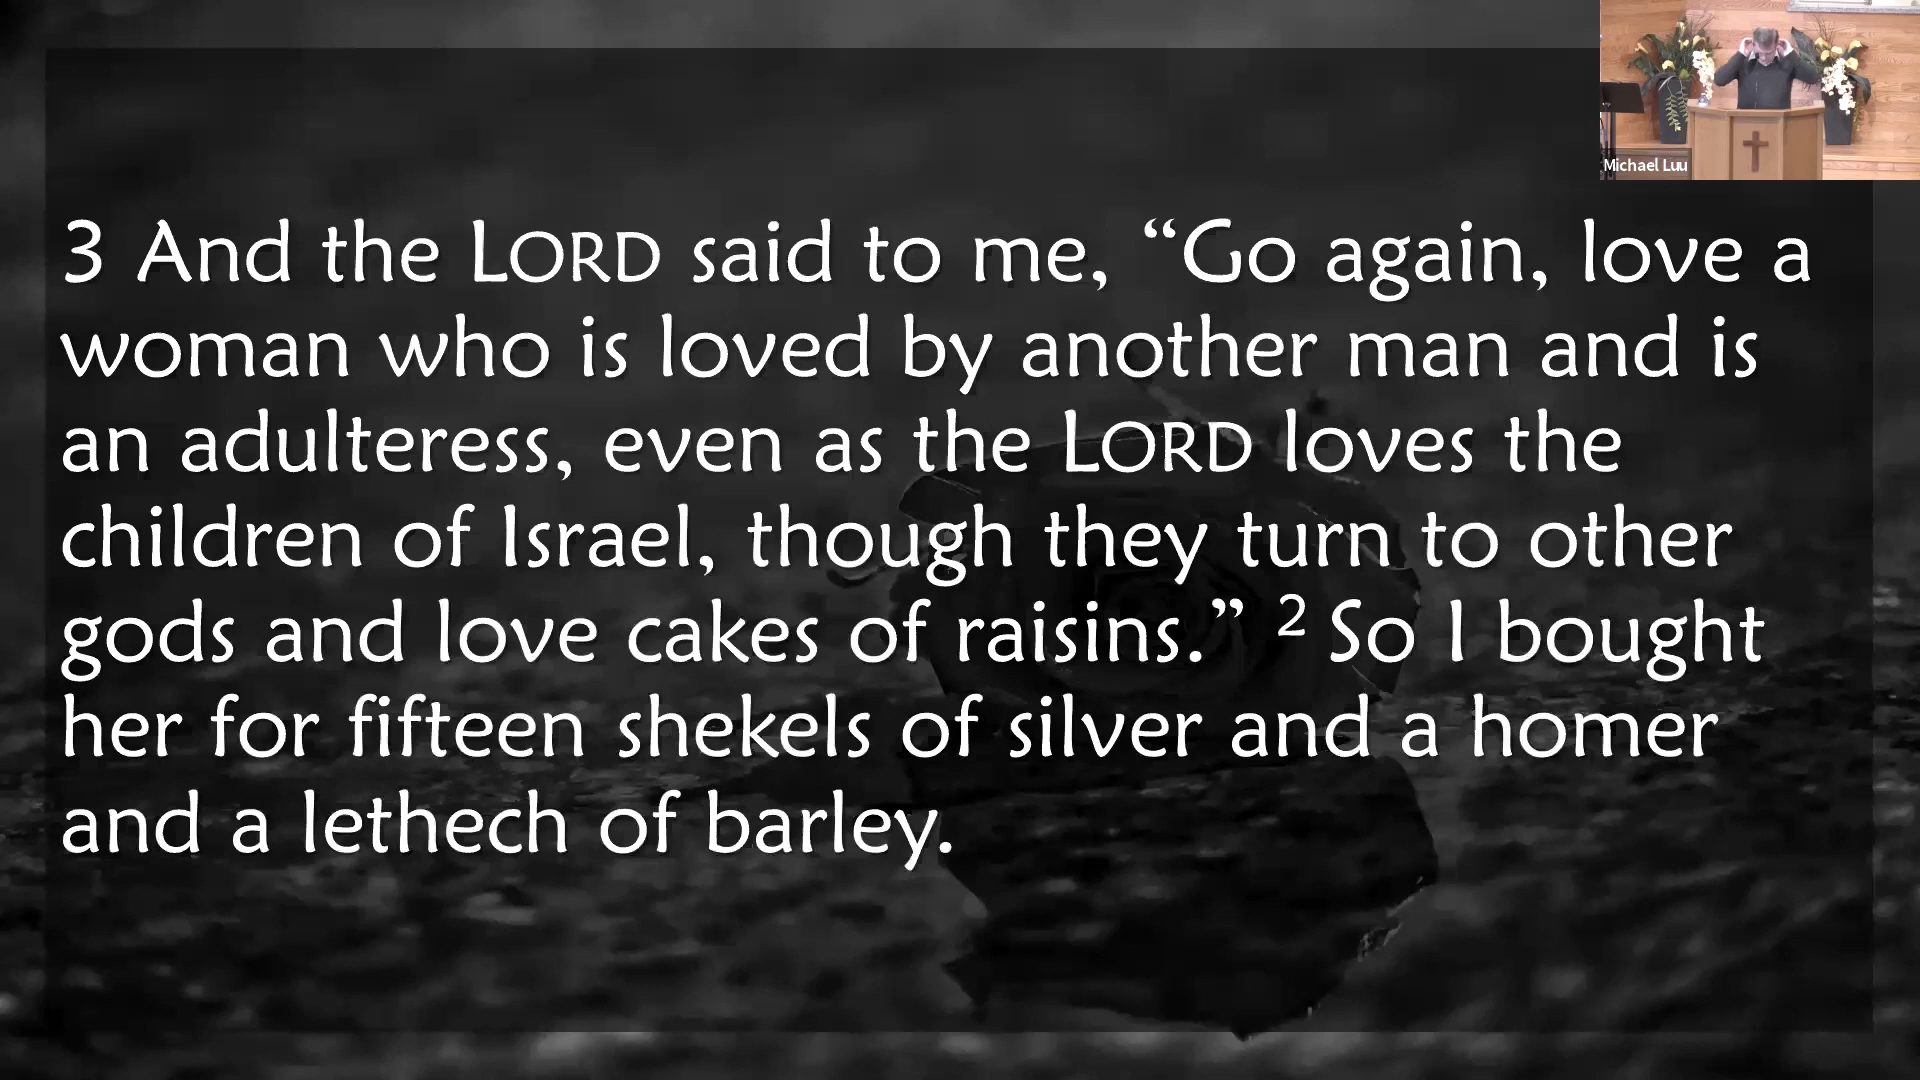 Michael Luu
3 And the LORD said to me, “Go again, love a
woman who is loved by another man and is
an adulteress, even as the LORD loves the
children of Israel, though they turn to other
gods and love cakes of raisins.” ² So I bought
her for fifteen shekels of silver and a homer
and a lethech of barley.